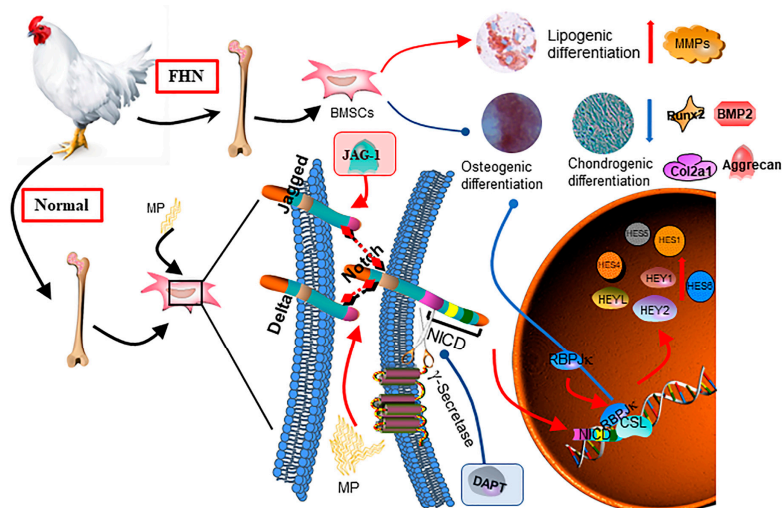 FHN
Lipogenic
differentiation
MMPs
BMSCs
Runx2
BMP2
Normal
JAG-1
Osteogenic
differentiation
Chondrogenic
differentiation
Col2a1
Aggrecan
MP
Jagged
Notch
Delta
NICD
γ-Secretase
MP
DAPT
HES5
HES1
HES4
HEY1
HES6
HEYL
HEY2
RBPJκ
RBPJκ
NICD
CSL